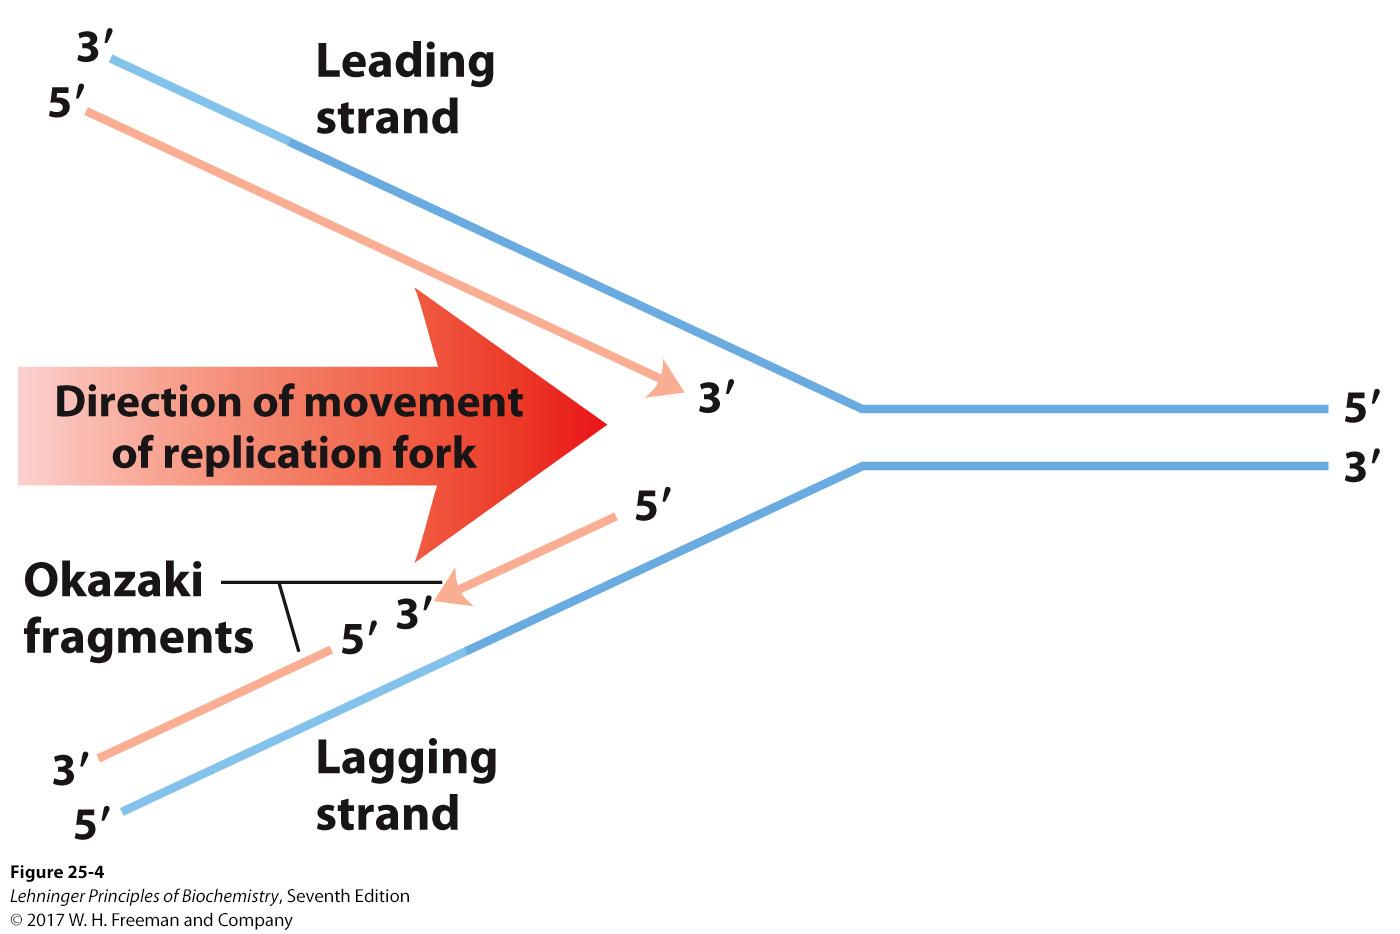 3′
5′
Leading
strand
Direction of movement
of replication fork
3′
5′
3′
5′
Okazaki
fragments
3′
5′
3′
5′
Lagging
strand
Figure 25-4
Lehninger Principles of Biochemistry, Seventh Edition
© 2017 W. H. Freeman and Company